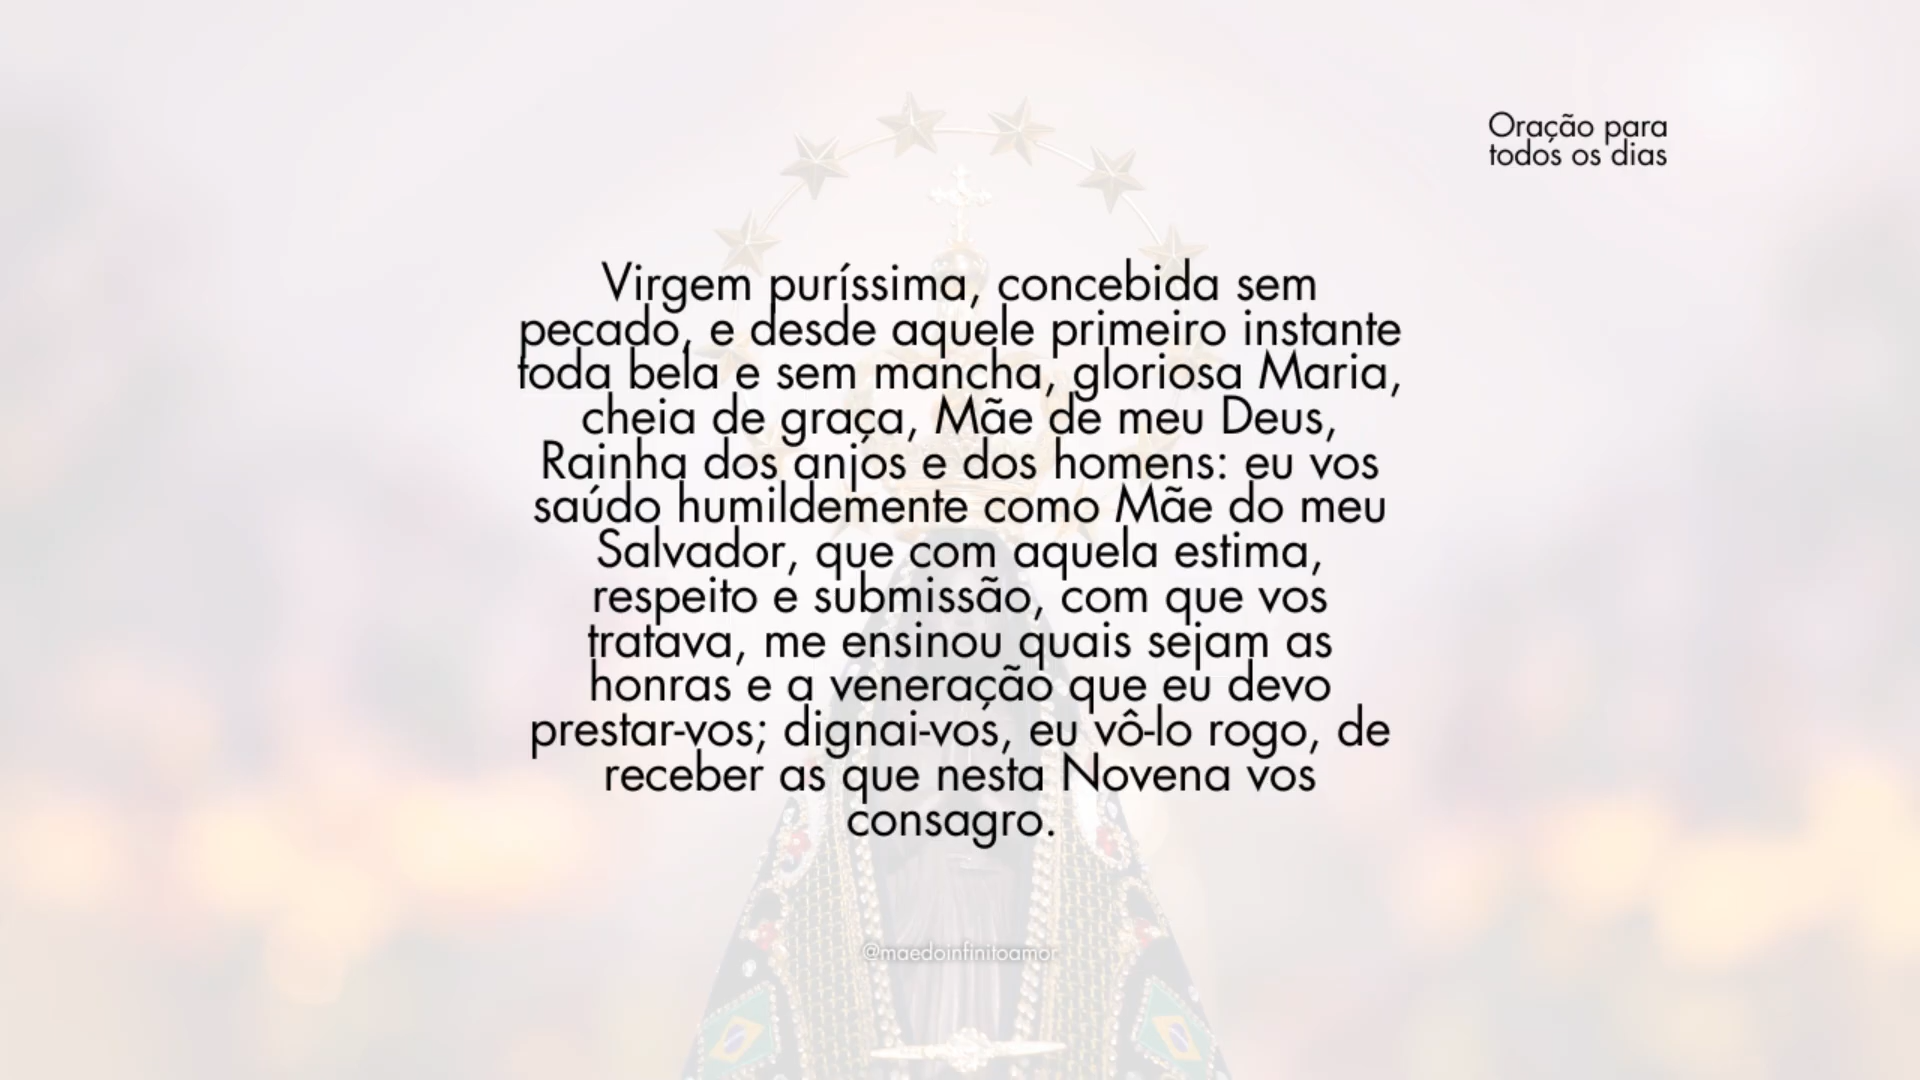 Oração para
todos os dias
Virgem puríssima, concebida sem
pecado, e desde aquele primeiro instante
toda bela e sem mancha, gloriosa Maria,
cheia de graça, Mãe de meu Deus,
Rainha dos anjos e dos homens: eu vos
saúdo humildemente como Mãe do meu
Salvador, que com aquela estima,
respeito e submissão, com que vos
tratava, me ensinou quais sejam as
honras e a veneração que eu devo
prestar-vos; dignai-vos, eu vô-lo rogo, de
receber as que nesta Novena vos
consagro.
@maedoinfinitoamor